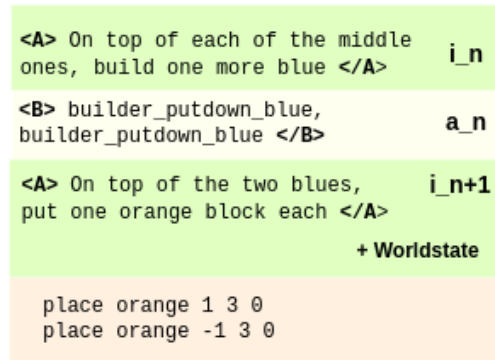 <A> On top of each of the middle
ones, build one more blue </A>
i_n
<B> builder_putdown_blue,
builder_putdown_blue </B>
a_n
<A> On top of the two blues,
put one orange block each </A>
i_n+1
+ Worldstate
place orange 1 3 0
place orange -1 3 0